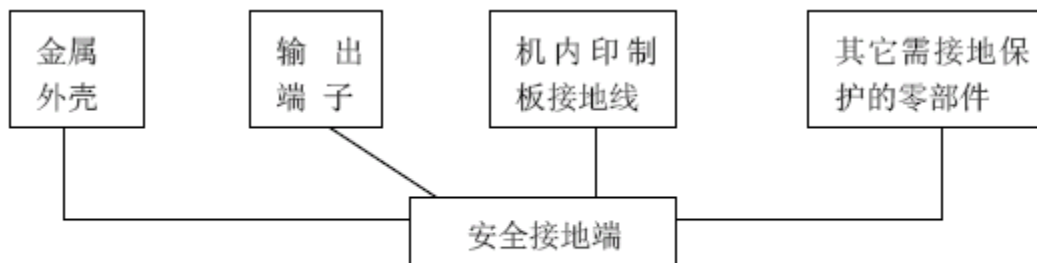 金属
外壳
输出
端子
机内印制
板接地线
其它需接地保
护的零部件
安全接地端